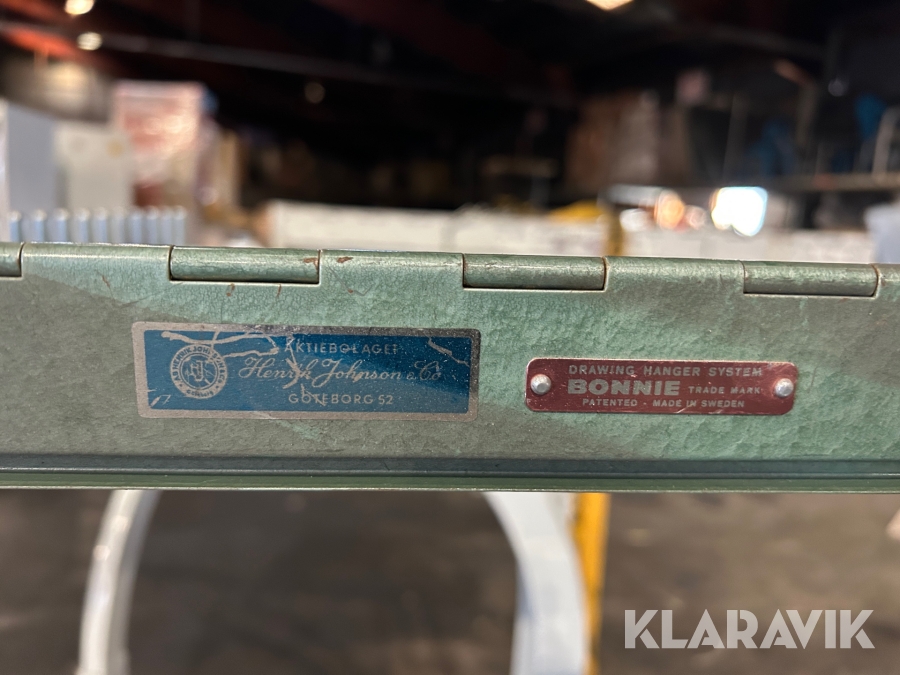 AKTIEBOLAGET
Henrik Johnson & Co
GÖTEBORG 52
DRAWING HANGER SYSTEM
BONNIE TRADE MARK
PATENTED - MADE IN SWEDEN
KLARAVIK